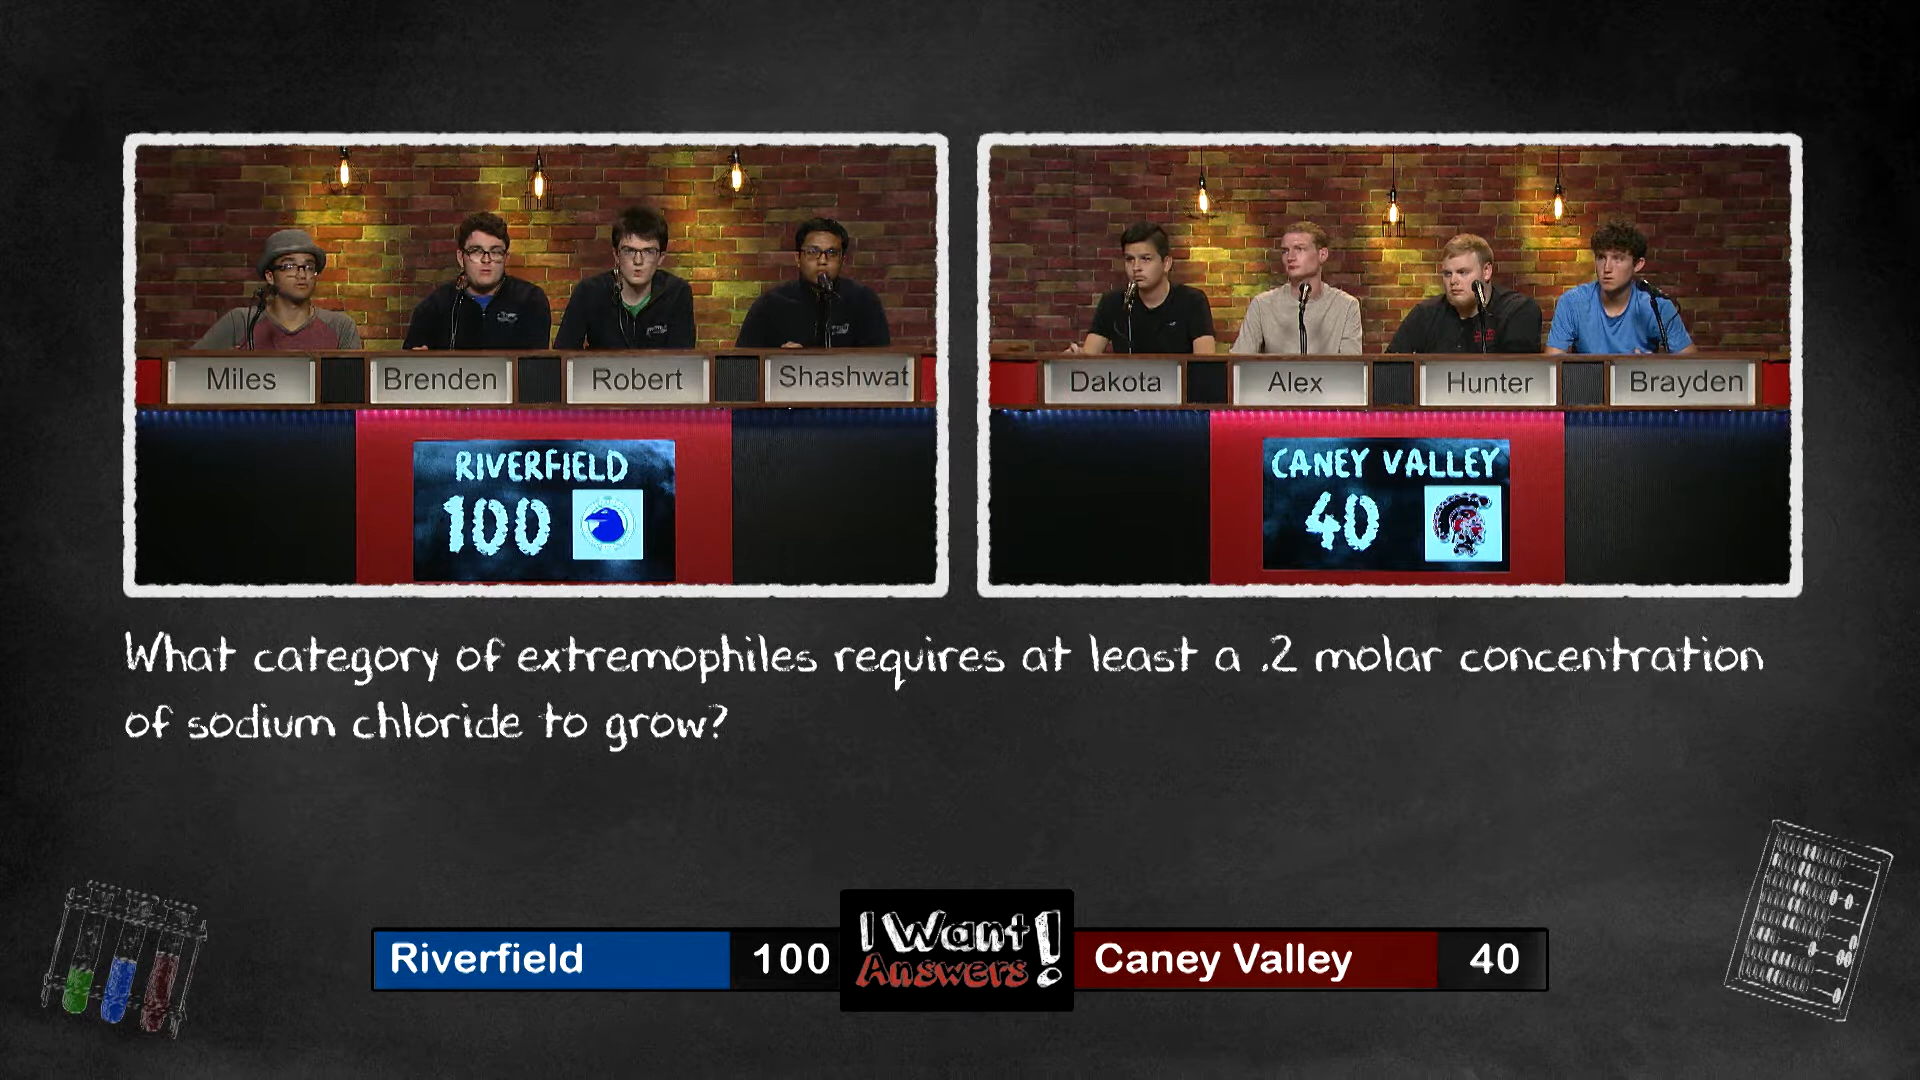 Miles
Brenden
Robert
Shashwat
Dakota
Alex
Hunter
Brayden
RIVERFIELD
100
CANEY VALLEY
40
What category of extremophiles requires at least a .2 molar concentration
of sodium chloride to grow?
Riverfield 100
I Want
Answers!
Caney Valley 40